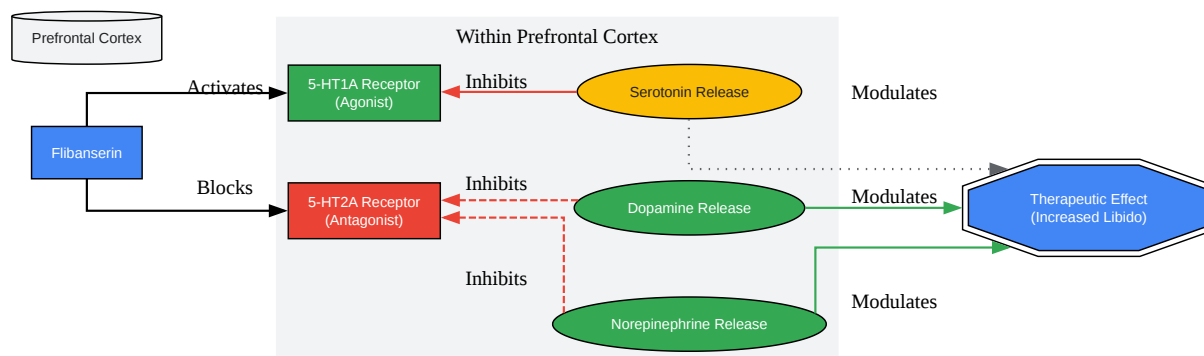 Prefrontal Cortex
Within Prefrontal Cortex
Activates
5-HT1A Receptor
(Agonist)
Inhibits
Serotonin Release
Modulates
Flibanserin
Blocks
5-HT2A Receptor
(Antagonist)
Inhibits
Dopamine Release
Modulates
Therapeutic Effect
(Increased Libido)
Inhibits
Norepinephrine Release
Modulates